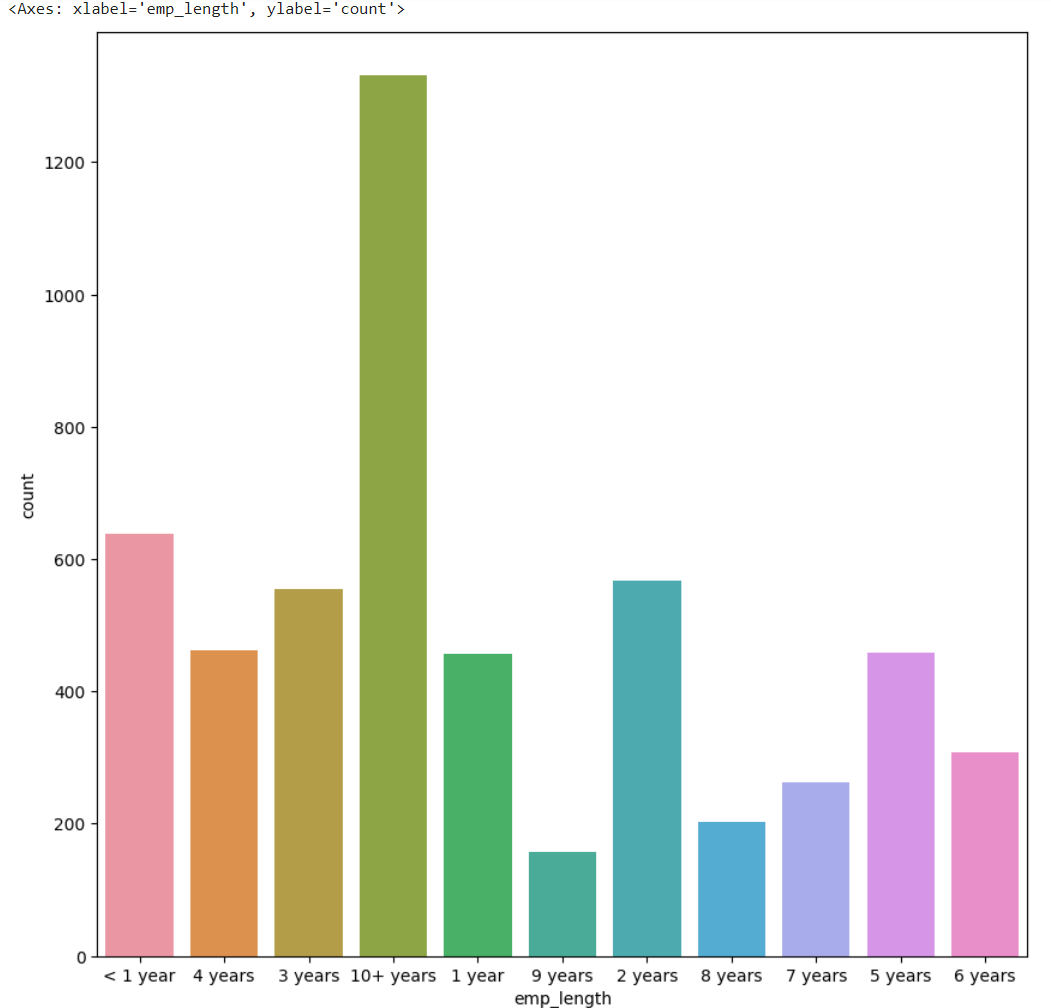 <Axes: xlabel='emp_length', ylabel='count'>
1200
1000
800
600
400
200
0
count
< 1 year 4 years 3 years 10+ years 1 year 9 years 2 years 8 years 7 years 5 years 6 years
emp_length